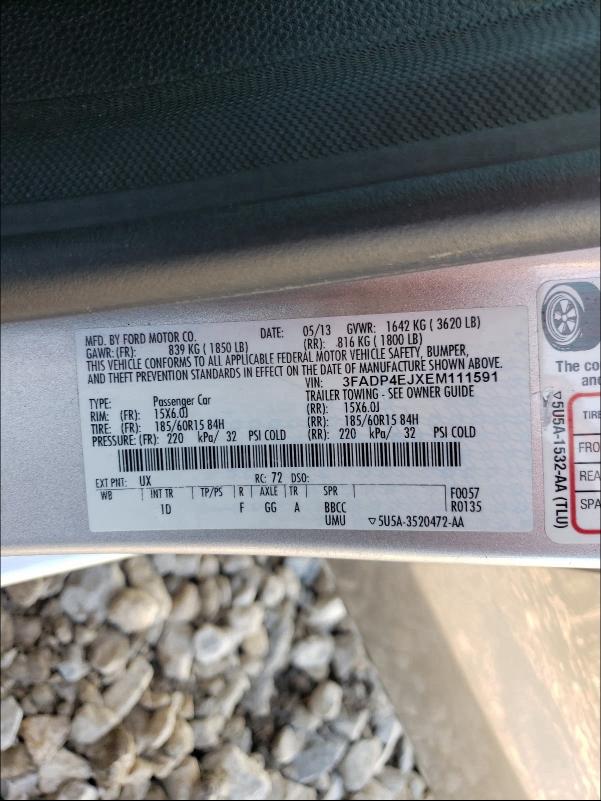 MFD. BY FORD MOTOR CO. DATE: 05/13 GVWR: 1642 KG ( 3620 LB)
GAWR: (FR): 839 KG ( 1850 LB) (RR): 816 KG ( 1800 LB)
THIS VEHICLE CONFORMS TO ALL APPLICABLE FEDERAL MOTOR VEHICLE SAFETY, BUMPER,
AND THEFT PREVENTION STANDARDS IN EFFECT ON THE DATE OF MANUFACTURE SHOWN ABOVE.
VIN: 3FADP4EJXEM111591
TYPE: Passenger Car TRAILER TOWING - SEE OWNER GUIDE
RIM: (FR): 15X6.0J (RR): 15X6.0J
TIRE: (FR): 185/60R15 84H (RR): 185/60R15 84H
PRESSURE: (FR): 220 kPa/ 32 PSI COLD (RR): 220 kPa/ 32 PSI COLD
EXT PNT: UX RC: 72 DSO:
WB INT TR TP/PS R AXLE TR SPR F0057
1D F GG A BBCC R0135
UMU ▽5U5A-3520472-AA
The co
an
▽5U5A-1532-AA (TLU)
TIRE
FRO
REA
SPA